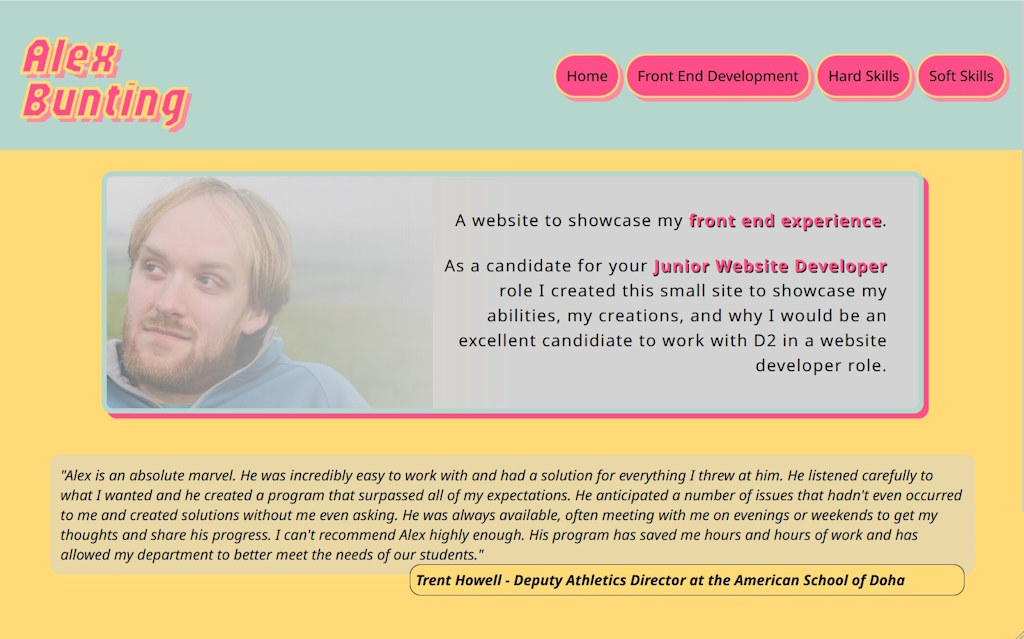 Alex
Bunting
Home
Front End Development
Hard Skills
Soft Skills
A website to showcase my front end experience.
As a candidate for your Junior Website Developer
role I created this small site to showcase my
abilities, my creations, and why I would be an
excellent candidiate to work with D2 in a website
developer role.
"Alex is an absolute marvel. He was incredibly easy to work with and had a solution for everything I threw at him. He listened carefully to
what I wanted and he created a program that surpassed all of my expectations. He anticipated a number of issues that hadn't even occurred
to me and created solutions without me even asking. He was always available, often meeting with me on evenings or weekends to get my
thoughts and share his progress. I can't recommend Alex highly enough. His program has saved me hours and hours of work and has
allowed my department to better meet the needs of our students."
Trent Howell - Deputy Athletics Director at the American School of Doha